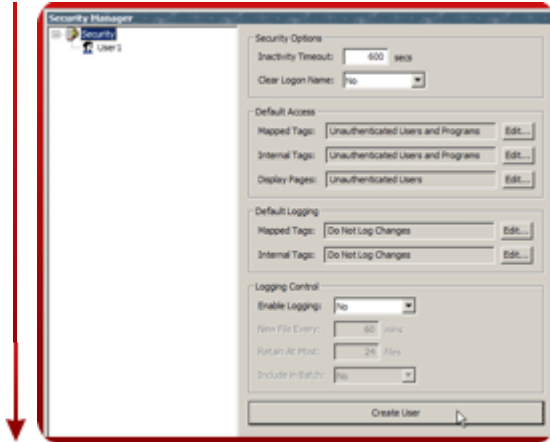 Security Manager
Security
User1
Security Options
Inactivity Timeout: 600 secs
Clear Logon Name: No
Default Access
Mapped Tags: Unauthenticated Users and Programs Edit...
Internal Tags: Unauthenticated Users and Programs Edit...
Display Pages: Unauthenticated Users Edit...
Default Logging
Mapped Tags: Do Not Log Changes Edit...
Internal Tags: Do Not Log Changes Edit...
Logging Control
Enable Logging: No
New File Every: 60 mins
Retain At Most: 24 files
Include in Batch: No
Create User